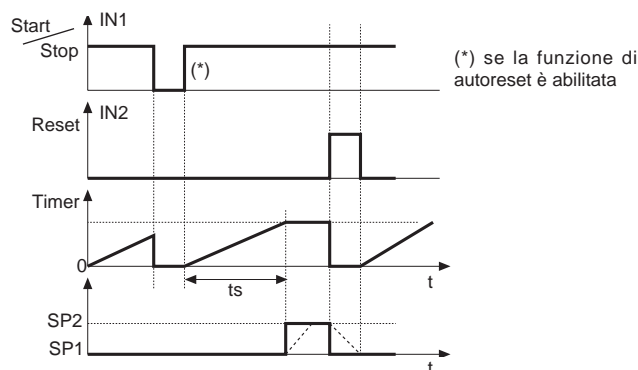 Start
IN1
Stop
(*)
(*) se la funzione di
autoreset è abilitata
IN2
Reset
Timer
0
ts
t
SP2
SP1
t